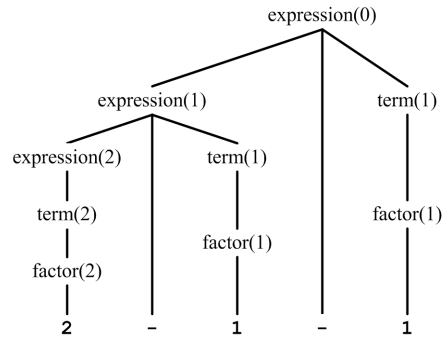 expression(0)
expression(1) term(1)
expression(2) term(1)
term(2) factor(1)
factor(1)
factor(2)
2 - 1 - 1